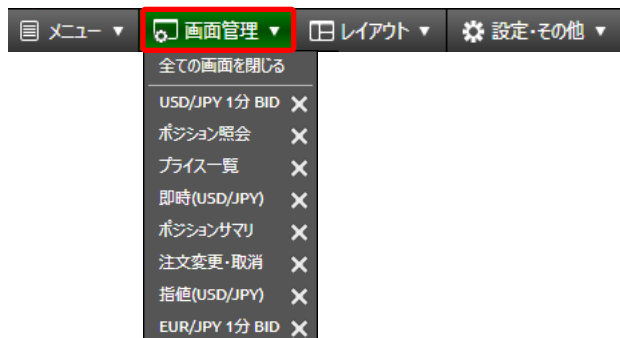 メニュー ▼ 画面管理 ▼ レイアウト ▼ 設定・その他 ▼
全ての画面を閉じる
USD/JPY 1分 BID ✕
ポジション照会 ✕
プライス一覧 ✕
即時(USD/JPY) ✕
ポジションサマリ ✕
注文変更・取消 ✕
指値(USD/JPY) ✕
EUR/JPY 1分 BID ✕